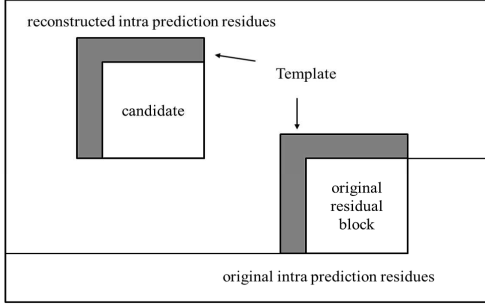 reconstructed intra prediction residues
Template
candidate
original
residual
block
original intra prediction residues